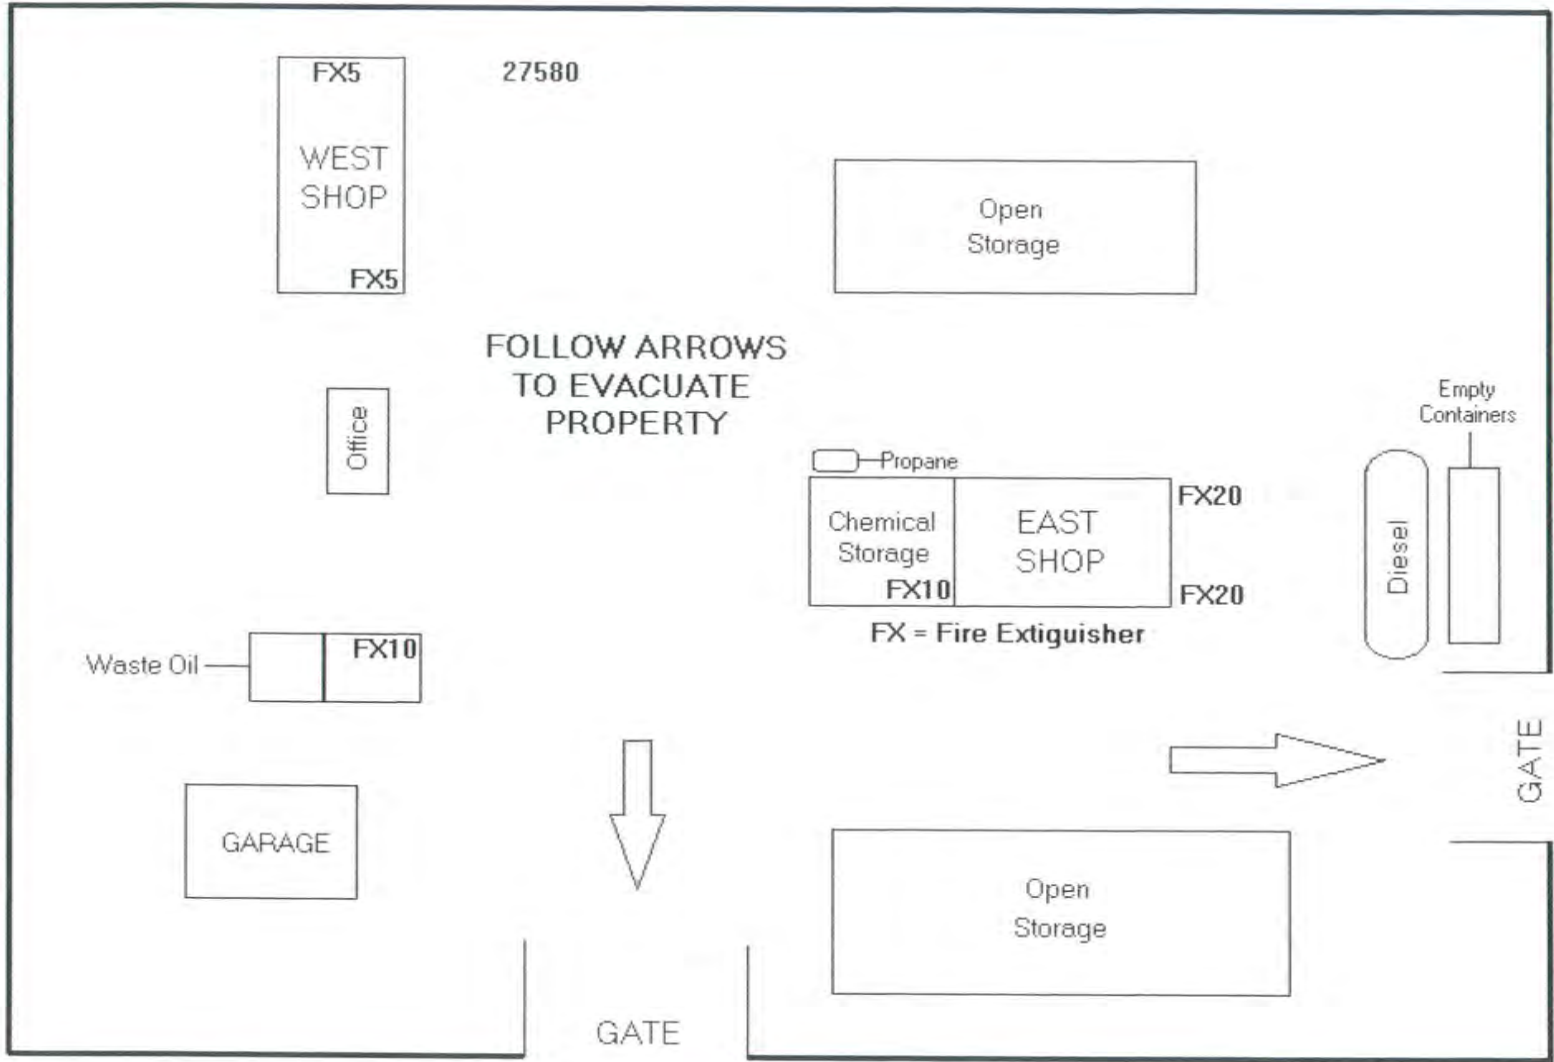 FX5
27580
WEST
SHOP
FX5
Open
Storage
FOLLOW ARROWS
TO EVACUATE
PROPERTY
Office
Empty
Containers
Propane
Chemical
Storage
FX10
EAST
SHOP
FX20
FX20
Diesel
FX = Fire Extiguisher
Waste Oil
FX10
GATE
GARAGE
Open
Storage
GATE